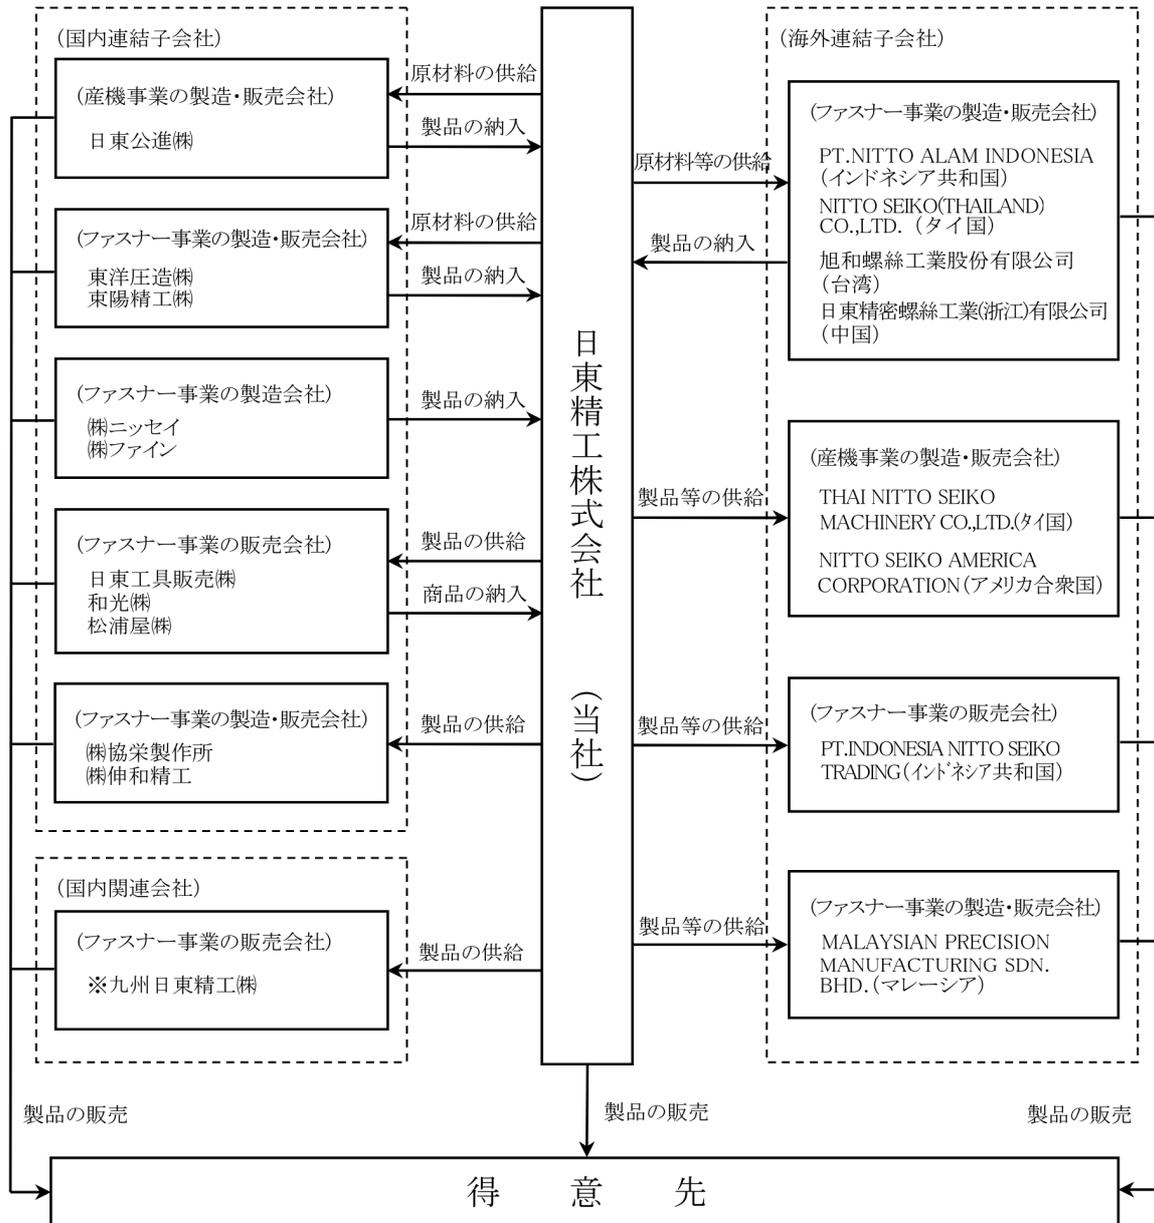 (国内連結子会社)
(産機事業の製造・販売会社)
日東公進㈱
原材料の供給
製品の納入
(ファスナー事業の製造・販売会社)
東洋圧造㈱
東陽精工㈱
原材料の供給
製品の納入
(ファスナー事業の製造会社)
㈱ニッセイ
㈱ファイン
製品の納入
(ファスナー事業の販売会社)
日東工具販売㈱
和光㈱
松浦屋㈱
製品の供給
商品の納入
(ファスナー事業の製造・販売会社)
㈱協栄製作所
㈱伸和精工
製品の供給
(国内関連会社)
(ファスナー事業の販売会社)
※九州日東精工㈱
製品の供給
日東精工株式会社
(当社)
(海外連結子会社)
原材料等の供給
製品の納入
(ファスナー事業の製造・販売会社)
PT.NITTO ALAM INDONESIA
(インドネシア共和国)
NITTO SEIKO(THAILAND)
CO.,LTD. (タイ国)
旭和螺絲工業股份有限公司
(台湾)
日東精密螺絲工業(浙江)有限公司
(中国)
製品等の供給
(産機事業の製造・販売会社)
THAI NITTO SEIKO
MACHINERY CO.,LTD.(タイ国)
NITTO SEIKO AMERICA
CORPORATION(アメリカ合衆国)
製品等の供給
(ファスナー事業の販売会社)
PT.INDONESIA NITTO SEIKO
TRADING(インドネシア共和国)
製品等の供給
(ファスナー事業の製造・販売会社)
MALAYSIAN PRECISION
MANUFACTURING SDN.
BHD.(マレーシア)
製品の販売
製品の販売
製品の販売
得意先